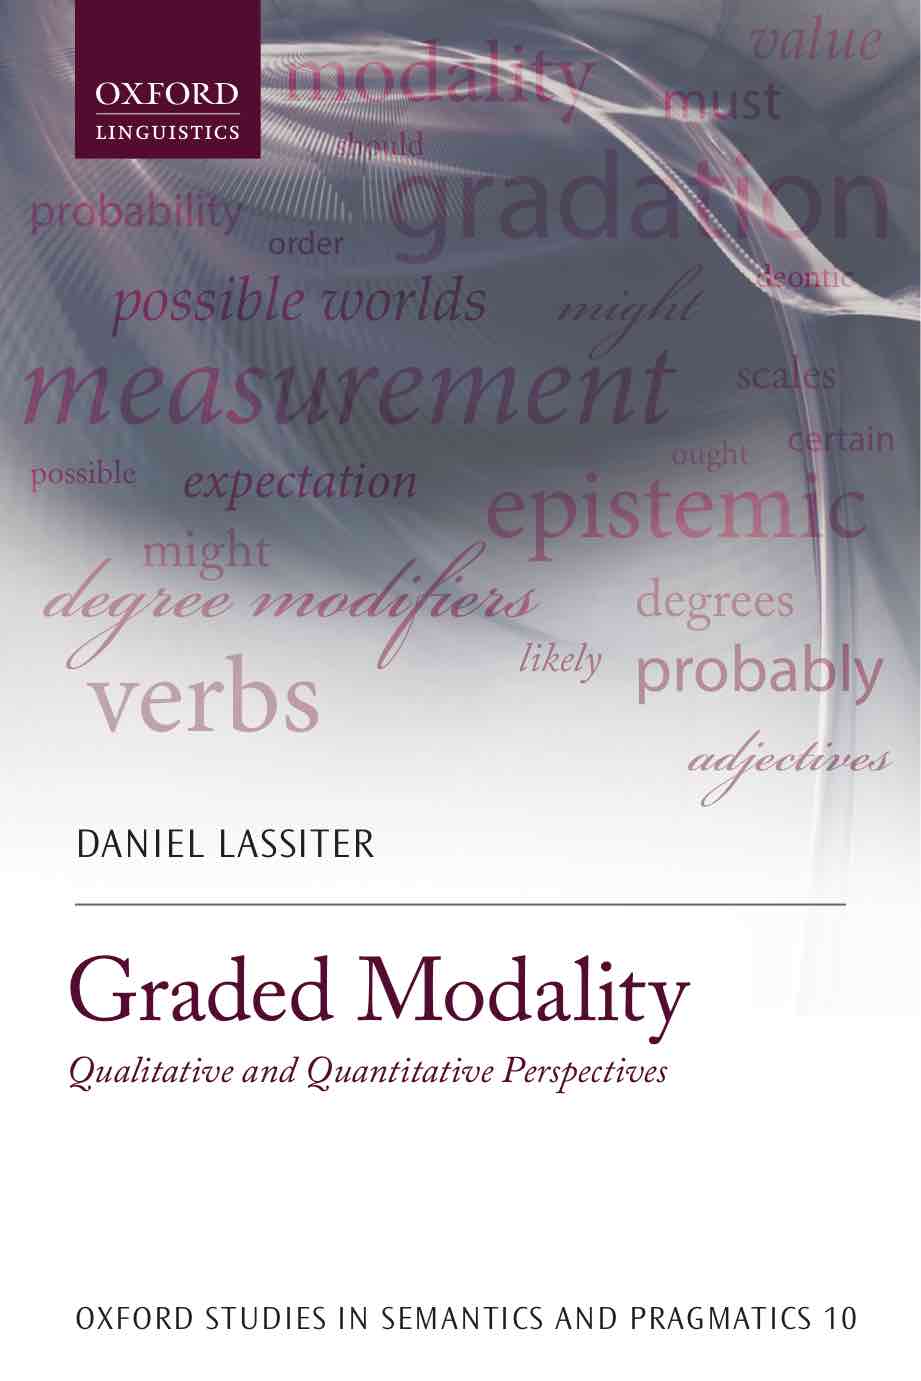 OXFORD
LINGUISTICS
value
modality
must
should
gradation
probability
order
deontic
possible worlds
might
measurement
scales
certain
ought
possible
expectation
epistemic
might
degree modifiers
degrees
likely
probably
verbs
adjectives
DANIEL LASSITER
Graded Modality
Qualitative and Quantitative Perspectives
OXFORD STUDIES IN SEMANTICS AND PRAGMATICS 10